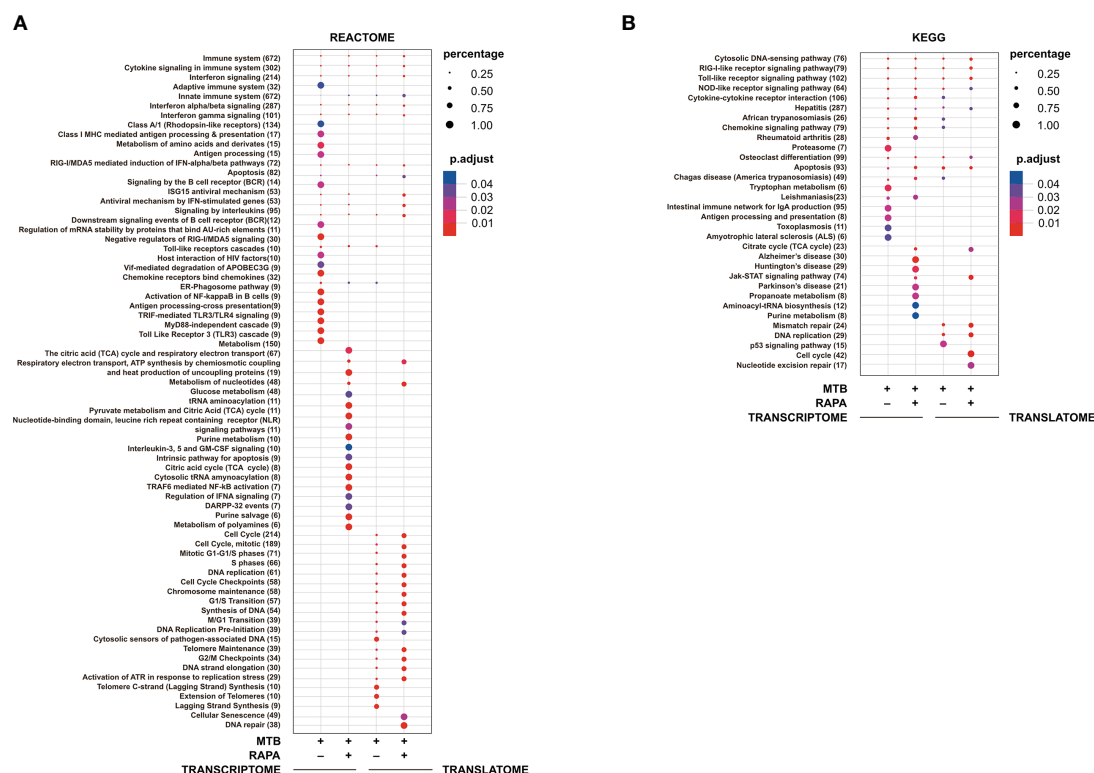 A
REACTOME
Immune system (672)
Cytokine signaling in immune system (302)
Interferon signaling (214)
Adaptive immune system (32)
Innate immune system (672)
Interferon alpha/beta signaling (287)
Interferon gamma signaling (101)
Class A/1 (Rhodopsin-like receptors) (134)
Class I MHC mediated antigen processing & presentation (17)
Metabolism of amino acids and derivates (15)
Antigen processing (15)
RIG-I/MDA5 mediated induction of IFN-alpha/beta pathways (72)
Apoptosis (82)
Signaling by the B cell receptor (BCR) (14)
ISG15 antiviral mechanism (53)
Antiviral mechanism by IFN-stimulated genes (53)
Signaling by interleukins (95)
Downstream signaling events of B cell receptor (BCR)(12)
Regulation of mRNA stability by proteins that bind AU-rich elements (11)
Negative regulators of RIG-I/MDA5 signaling (30)
Toll-like receptors cascades (10)
Host interaction of HIV factors(10)
Vif-mediated degradation of APOBEC3G (9)
Chemokine receptors bind chemokines (32)
ER-Phagosome pathway (9)
Activation of NF-kappaB in B cells (9)
Antigen processing-cross presentation(9)
TRIF-mediated TLR3/TLR4 signaling (9)
MyD88-independent cascade (9)
Toll Like Receptor 3 (TLR3) cascade (9)
Metabolism (150)
The citric acid (TCA) cycle and respiratory electron transport (67)
Respiratory electron transport, ATP synthesis by chemiosmotic coupling
and heat production of uncoupling proteins (19)
Metabolism of nucleotides (48)
Glucose metabolism (48)
tRNA aminoacylation (11)
Pyruvate metabolism and Citric Acid (TCA) cycle (11)
Nucleotide-binding domain, leucine rich repeat containing receptor (NLR)
signaling pathways (11)
Purine metabolism (10)
Interleukin-3, 5 and GM-CSF signaling (10)
Intrinsic pathway for apoptosis (9)
Citric acid cycle (TCA cycle) (8)
Cytosolic tRNA amynoacylation (8)
TRAF6 mediated NF-kB activation (7)
Regulation of IFNA signaling (7)
DARPP-32 events (7)
Purine salvage (6)
Metabolism of polyamines (6)
Cell Cycle (214)
Cell Cycle, mitotic (189)
Mitotic G1-G1/S phases (71)
S phases (66)
DNA replication (61)
Cell Cycle Checkpoints (58)
Chromosome maintenance (58)
G1/S Transition (57)
Synthesis of DNA (54)
M/G1 Transition (39)
DNA Replication Pre-Initiation (39)
Cytosolic sensors of pathogen-associated DNA (15)
Telomere Maintenance (39)
G2/M Checkpoints (34)
DNA strand elongation (30)
Activation of ATR in response to replication stress (29)
Telomere C-strand (Lagging Strand) Synthesis (10)
Extension of Telomeres (10)
Lagging Strand Synthesis (9)
Cellular Senescence (49)
DNA repair (38)
MTB + + + +
RAPA – + – +
TRANSCRIPTOME TRANSLATOME
percentage
0.25
0.50
0.75
1.00
p.adjust
0.04
0.03
0.02
0.01
B
KEGG
Cytosolic DNA-sensing pathway (76)
RIG-I-like receptor signaling pathway(79)
Toll-like receptor signaling pathway (102)
NOD-like receptor signaling pathway (64)
Cytokine-cytokine receptor interaction (106)
Hepatitis (287)
African trypanosomiasis (26)
Chemokine signaling pathway (79)
Rheumatoid arthritis (28)
Proteasome (7)
Osteoclast differentiation (99)
Apoptosis (93)
Chagas disease (America trypanosomiasis) (49)
Tryptophan metabolism (6)
Leishmaniasis(23)
Intestinal immune network for IgA production (95)
Antigen processing and presentation (8)
Toxoplasmosis (11)
Amyotrophic lateral sclerosis (ALS) (6)
Citrate cycle (TCA cycle) (23)
Alzheimer's disease (30)
Huntington's disease (29)
Jak-STAT signaling pathway (74)
Parkinson's disease (21)
Propanoate metabolism (8)
Aminoacyl-tRNA biosynthesis (12)
Purine metabolism (8)
Mismatch repair (24)
DNA replication (29)
p53 signaling pathway (15)
Cell cycle (42)
Nucleotide excision repair (17)
MTB + + + +
RAPA – + – +
TRANSCRIPTOME TRANSLATOME
percentage
0.25
0.50
0.75
1.00
p.adjust
0.04
0.03
0.02
0.01